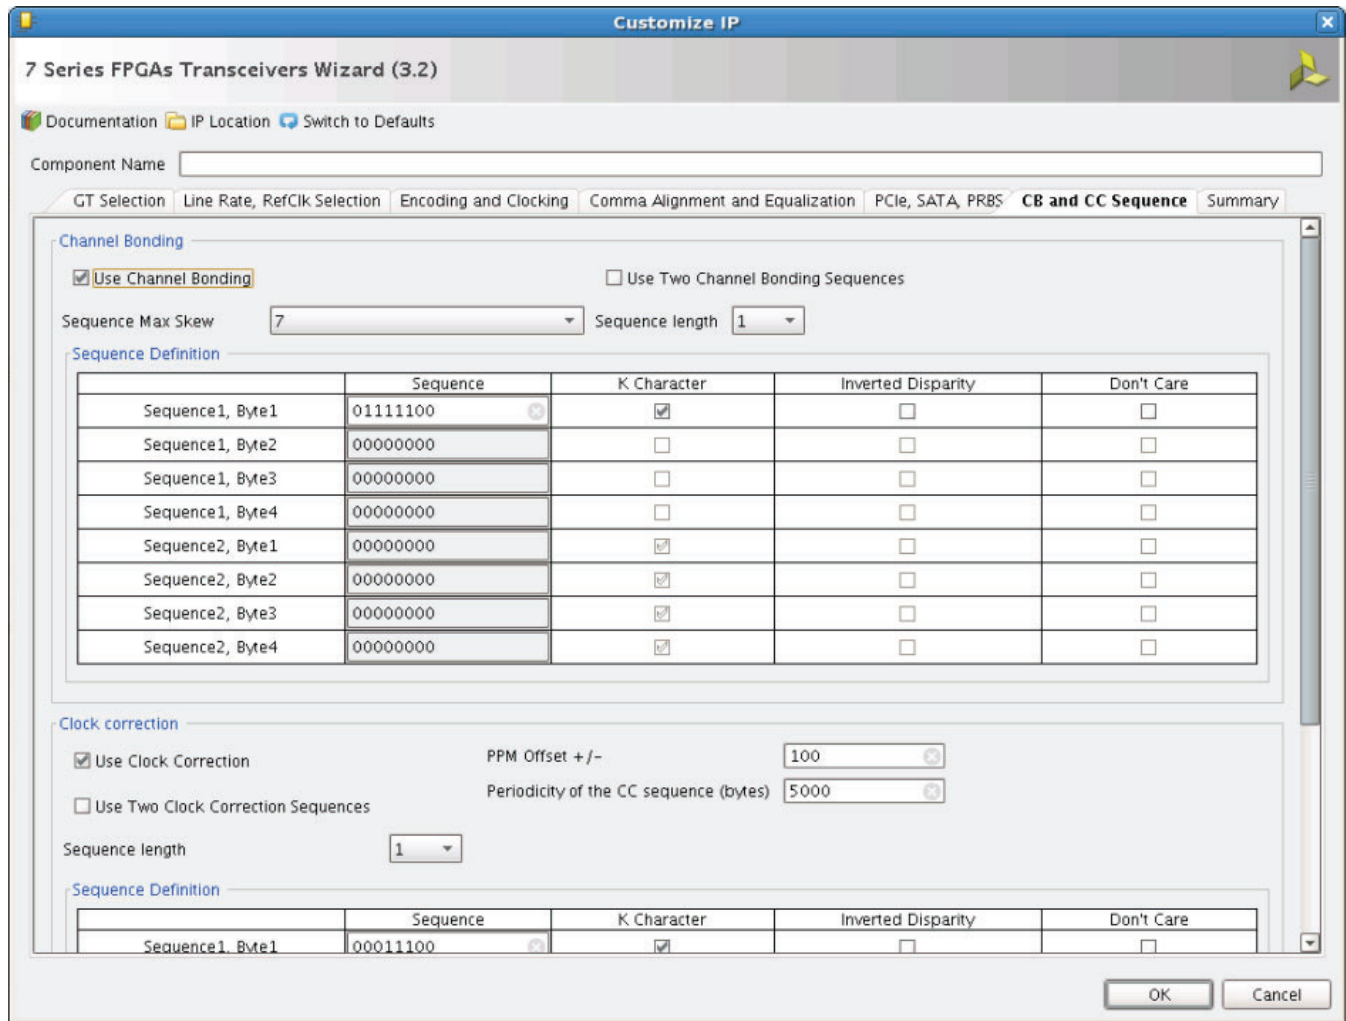 Customize IP
7 Series FPGAs Transceivers Wizard (3.2)
Documentation IP Location Switch to Defaults
Component Name
GT Selection Line Rate, RefClk Selection Encoding and Clocking Comma Alignment and Equalization PCIe, SATA, PRBS CB and CC Sequence Summary
Channel Bonding
Use Channel Bonding Use Two Channel Bonding Sequences
Sequence Max Skew 7 Sequence length 1
Sequence Definition
Sequence K Character Inverted Disparity Don't Care
Sequence1, Byte1 01111100
Sequence1, Byte2 00000000
Sequence1, Byte3 00000000
Sequence1, Byte4 00000000
Sequence2, Byte1 00000000
Sequence2, Byte2 00000000
Sequence2, Byte3 00000000
Sequence2, Byte4 00000000
Clock correction
Use Clock Correction PPM Offset +/- 100
Periodicity of the CC sequence (bytes) 5000
Use Two Clock Correction Sequences
Sequence length 1
Sequence Definition
Sequence K Character Inverted Disparity Don't Care
Sequence1, Byte1 00011100
OK Cancel